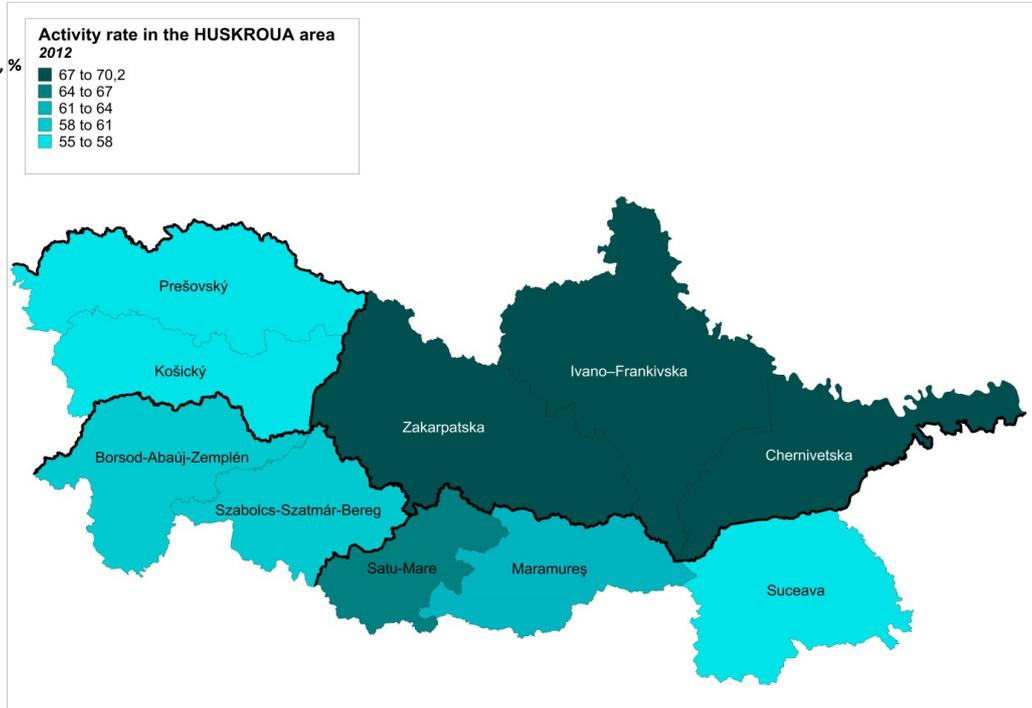 Activity rate in the HUSKROUA area
2012
, %
67 to 70,2
64 to 67
61 to 64
58 to 61
55 to 58
Prešovský
Košický
Ivano–Frankivska
Zakarpatska
Borsod-Abaúj-Zemplén
Chernivetska
Szabolcs-Szatmár-Bereg
Satu-Mare
Maramureş
Suceava